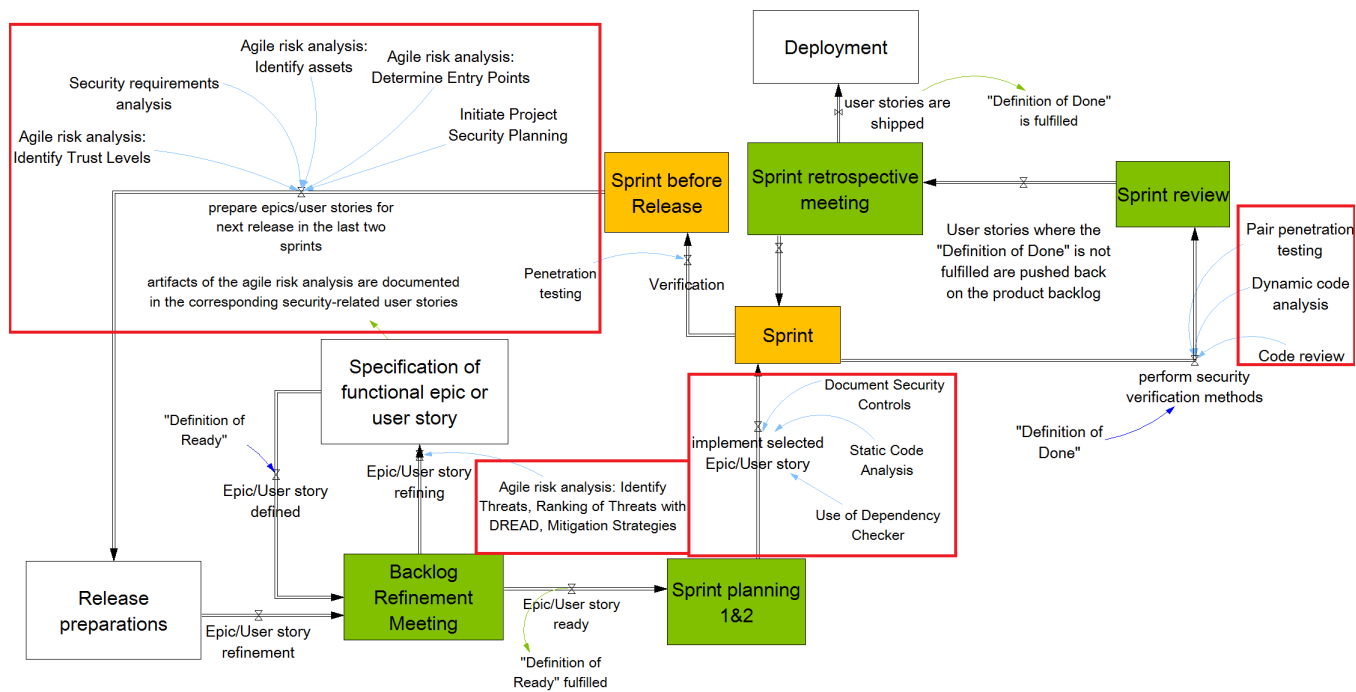 Agile risk analysis:
Identify assets
Agile risk analysis:
Determine Entry Points
Security requirements
analysis
Initiate Project
Security Planning
Agile risk analysis:
Identify Trust Levels
prepare epics/user stories for
next release in the last two
sprints
artifacts of the agile risk analysis are documented
in the corresponding security-related user stories
Sprint before
Release
Penetration
testing
Verification
Deployment
user stories are
shipped
"Definition of Done"
is fulfilled
Sprint retrospective
meeting
Sprint review
User stories where the
"Definition of Done" is not
fulfilled are pushed back
on the product backlog
Pair penetration
testing
Dynamic code
analysis
Code review
perform security
verification methods
"Definition of
Done"
Sprint
Document Security
Controls
implement selected
Epic/User story
Static Code
Analysis
Use of Dependency
Checker
Specification of
functional epic or
user story
"Definition of
Ready"
Epic/User story
defined
Epic/User story
refining
Agile risk analysis: Identify
Threats, Ranking of Threats with
DREAD, Mitigation Strategies
Release
preparations
Epic/User story
refinement
Backlog
Refinement
Meeting
Epic/User story
ready
"Definition of
Ready" fulfilled
Sprint planning
1&2